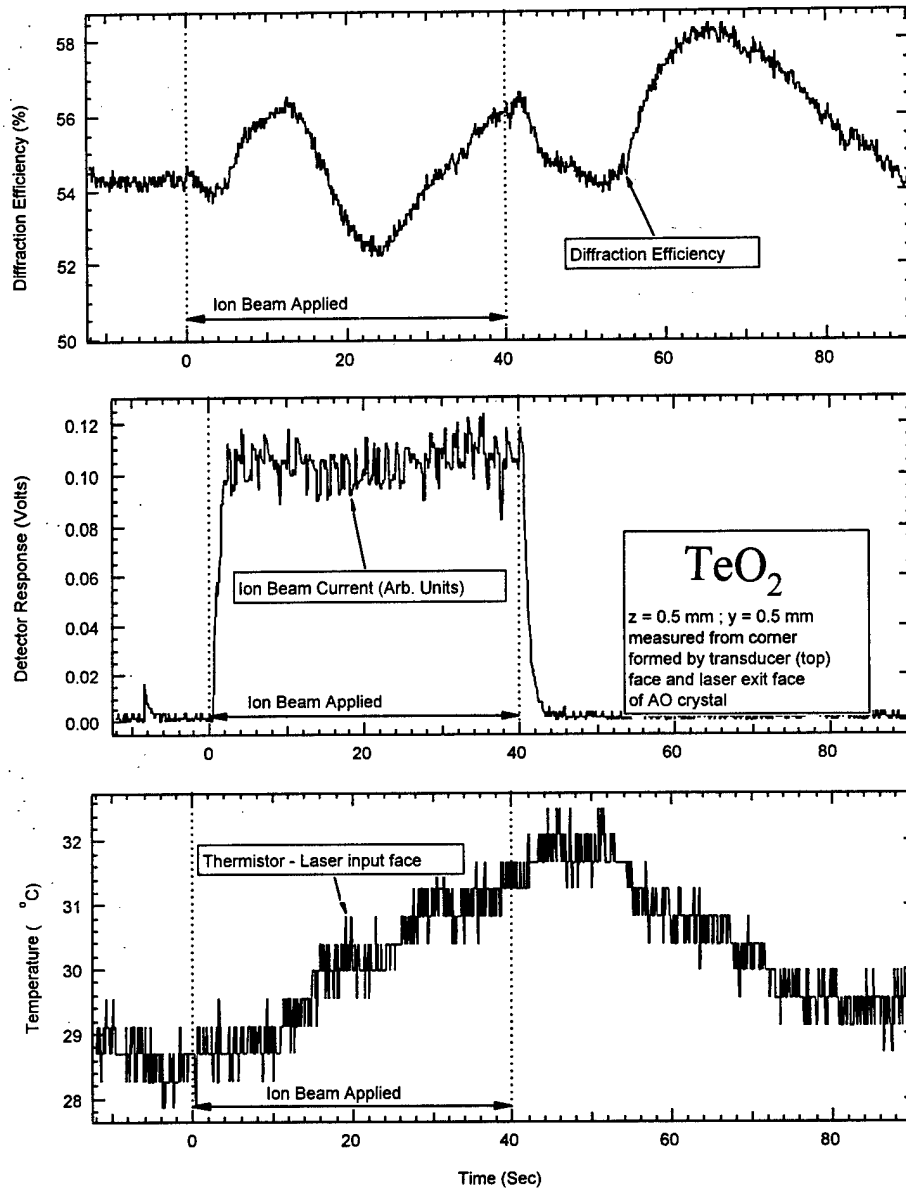 58
56
54
52
50
Diffraction Efficiency (%)
Diffraction Efficiency
Ion Beam Applied
0
20
40
60
80
0.12
0.10
0.08
0.06
0.04
0.02
0.00
Detector Response (Volts)
Ion Beam Current (Arb. Units)
TeO2
z = 0.5 mm ; y = 0.5 mm
measured from corner
formed by transducer (top)
face and laser exit face
of AO crystal
Ion Beam Applied
0
20
40
60
80
32
31
30
29
28
Temperature ( °C)
Thermistor - Laser input face
Ion Beam Applied
0
20
40
60
80
Time (Sec)